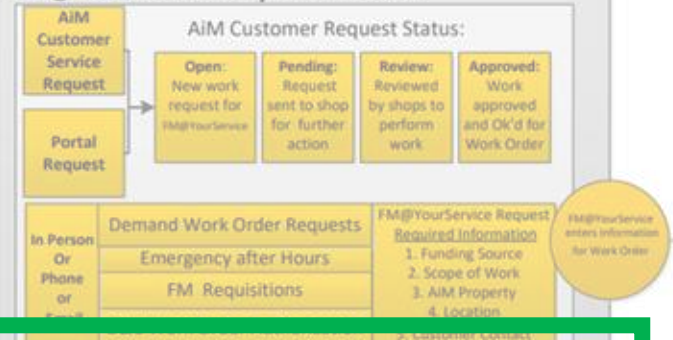 AiM
Customer
Service
Request
Portal
Request
AiM Customer Request Status:
Open:
New work
request for
FM@YourService
Pending:
Request
sent to shop
for further
action
Review:
Reviewed
by shops to
perform
work
Approved:
Work
approved
and Ok'd for
Work Order
In Person
Or
Phone
or
Email
Demand Work Order Requests
Emergency after Hours
FM Requisitions
FM@YourService Request
Required Information
1. Funding Source
2. Scope of Work
3. AiM Property
4. Location
5. Customer Contact
FM@YourService
enters information
for Work Order